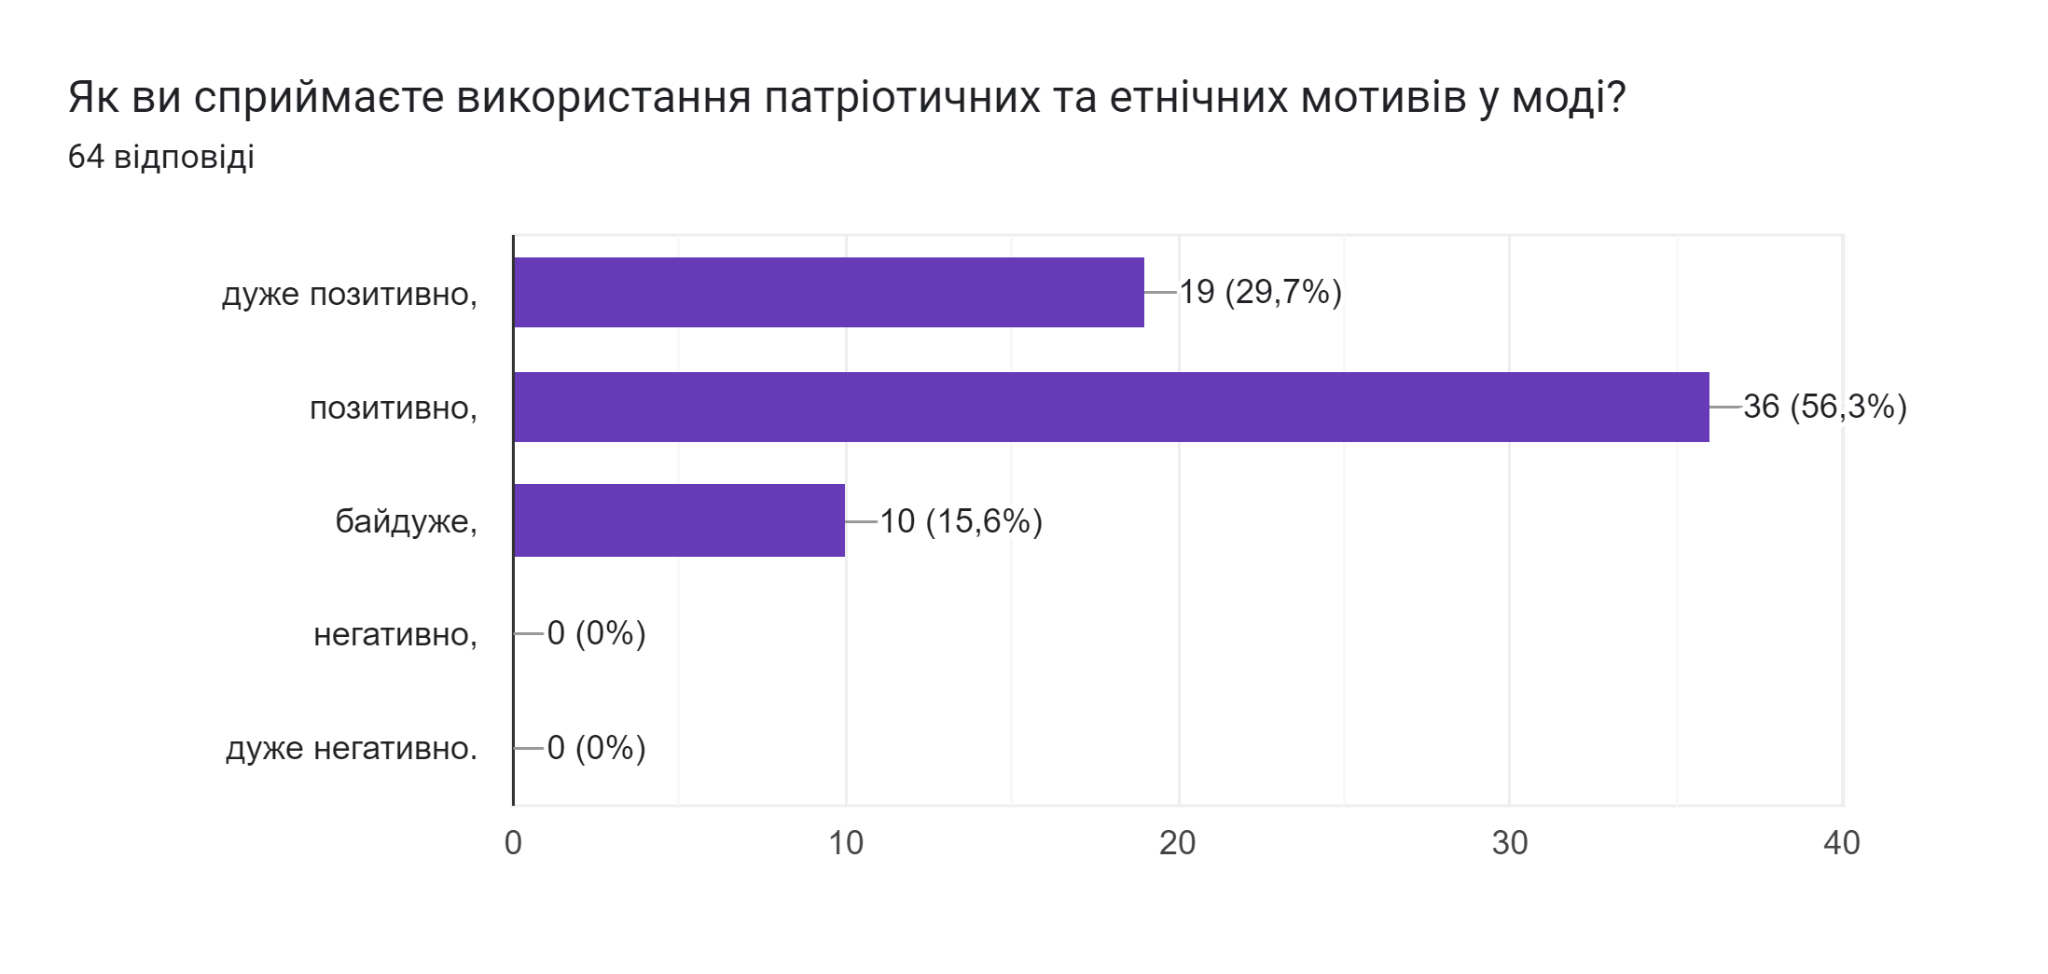 Як ви сприймаєте використання патріотичних та етнічних мотивів у моді?
64 відповіді
дуже позитивно, 19 (29,7%)
позитивно, 36 (56,3%)
байдуже, 10 (15,6%)
негативно, 0 (0%)
дуже негативно. 0 (0%)
0 10 20 30 40